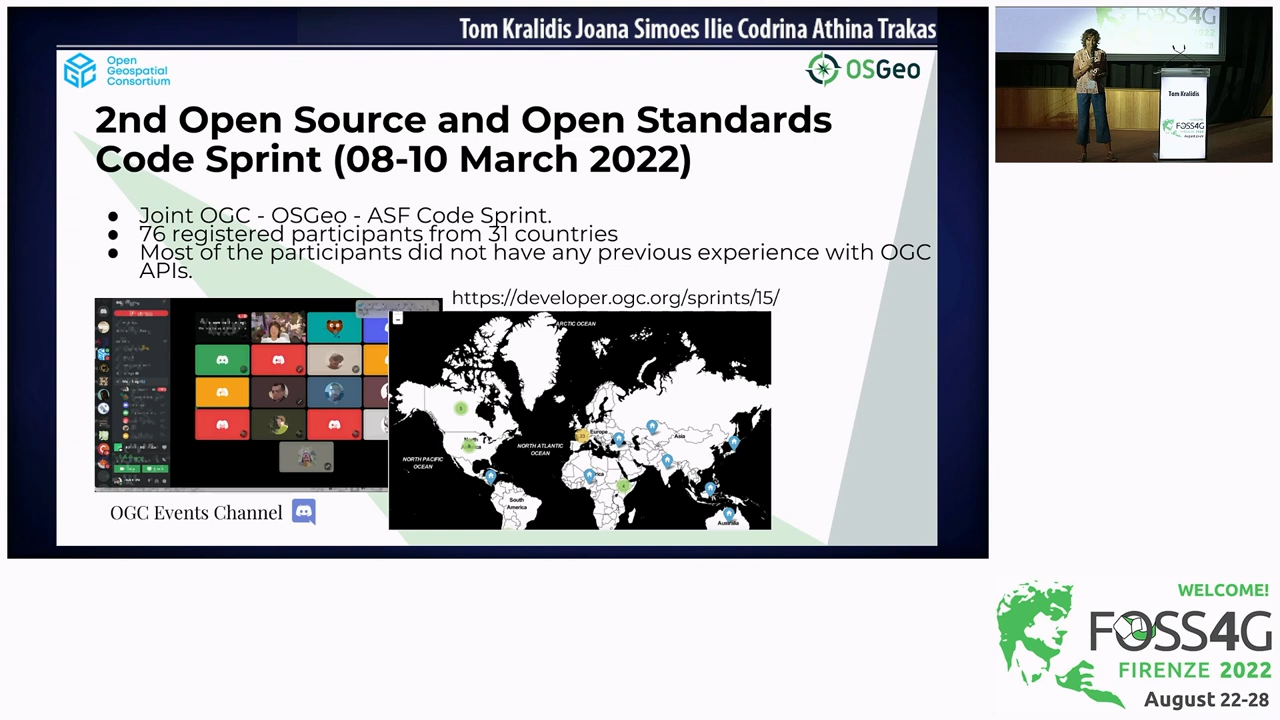 Tom Kralidis Joana Simoes Ilie Codrina Athina Trakas
Open
Geospatial
Consortium
OSGeo
2nd Open Source and Open Standards
Code Sprint (08-10 March 2022)
● Joint OGC - OSGeo - ASF Code Sprint.
● 76 registered participants from 31 countries
● Most of the participants did not have any previous experience with OGC
APIs.
https://developer.ogc.org/sprints/15/
ARCTIC OCEAN
NORTH ATLANTIC
OCEAN
NORTH PACIFIC
OCEAN
Europe
Asia
South
America
Australia
OGC Events Channel
FOSS4G
Tom Kralidis
FOSS4G
WELCOME!
FOSS4G
FIRENZE 2022
August 22-28